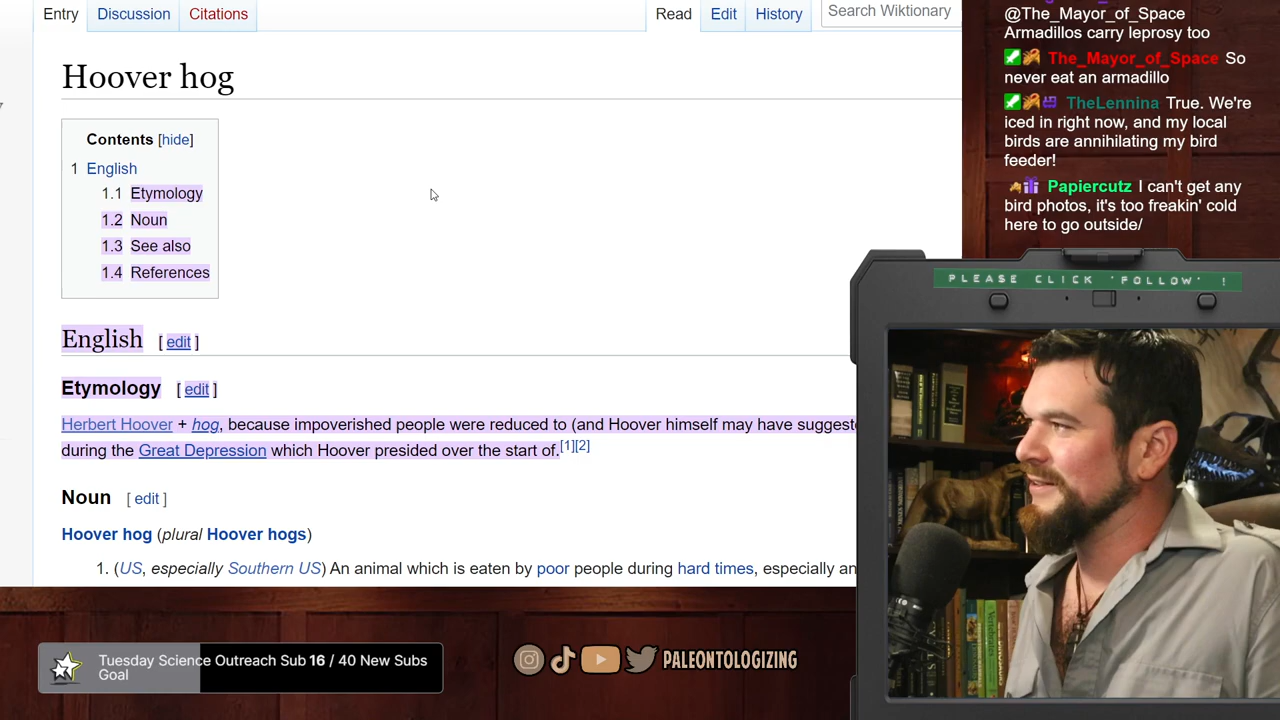 Entry Discussion Citations Read Edit History Search Wiktionary
Hoover hog
Contents [hide]
1 English
1.1 Etymology
1.2 Noun
1.3 See also
1.4 References
English [ edit ]
Etymology [ edit ]
Herbert Hoover + hog, because impoverished people were reduced to (and Hoover himself may have
during the Great Depression which Hoover presided over the start of.[1][2]
Noun [ edit ]
Hoover hog (plural Hoover hogs)
1. (US, especially Southern US) An animal which is eaten by poor people during hard times, especially
@The_Mayor_of_Space
Armadillos carry leprosy too
The_Mayor_of_Space So
never eat an armadillo
TheLennina True. We're
iced in right now, and my local
birds are annihilating my bird
feeder!
Papiercutz I can't get any
bird photos, it's too freakin' cold
here to go outside/
PLEASE CLICK 'FOLLOW' !
Vertebrates
Tuesday Science Outreach Sub 16 / 40 New Subs
Goal
PALEONTOLOGIZING